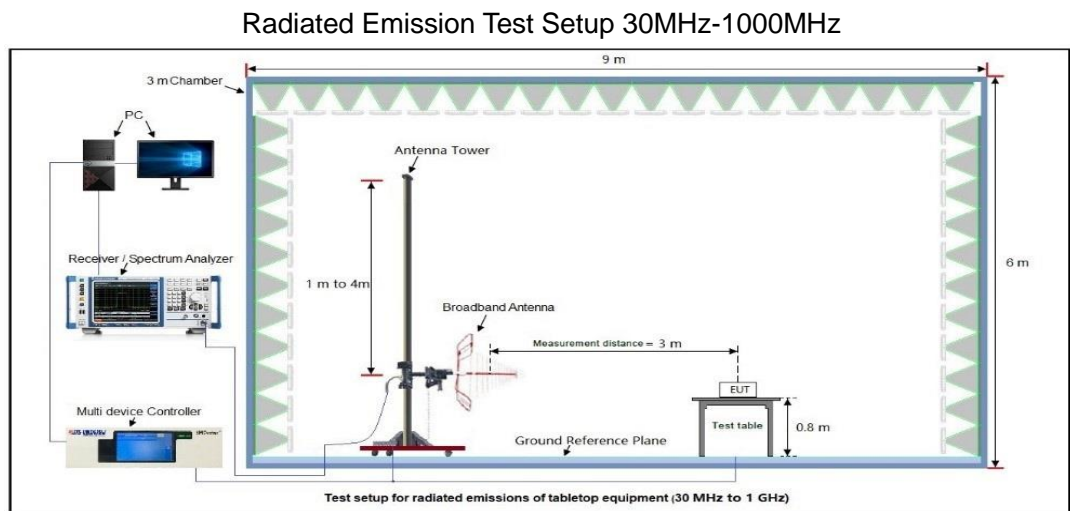 Radiated Emission Test Setup 30MHz-1000MHz
9 m
3 m Chamber
PC
Antenna Tower
Receiver / Spectrum Analyzer
6 m
1 m to 4m
Broadband Antenna
Measurement distance = 3 m
EUT
Multi device Controller
Test table
0.8 m
Ground Reference Plane
Test setup for radiated emissions of tabletop equipment (30 MHz to 1 GHz)